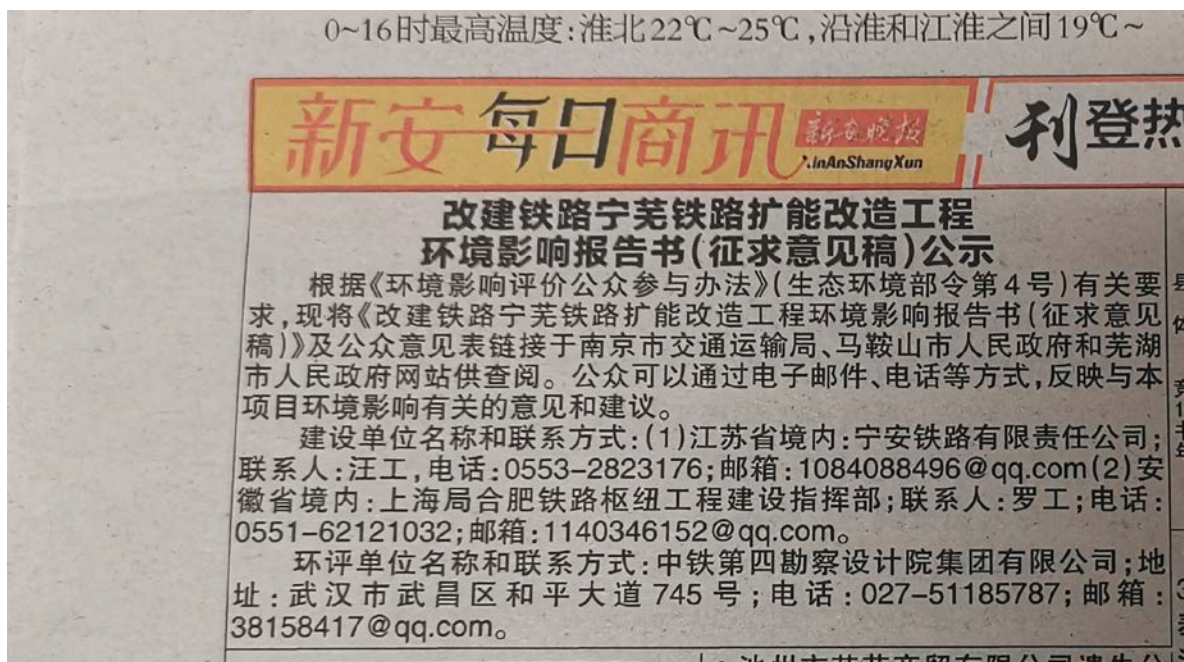 0~16时最高温度:淮北22℃~25℃,沿淮和江淮之间19℃~
新安每日商讯 新安晚报
XinAnShangXun
刊登热
改建铁路宁芜铁路扩能改造工程
环境影响报告书(征求意见稿)公示
根据《环境影响评价公众参与办法》(生态环境部令第4号)有关要
求,现将《改建铁路宁芜铁路扩能改造工程环境影响报告书(征求意见
稿)》及公众意见表链接于南京市交通运输局、马鞍山市人民政府和芜湖
市人民政府网站供查阅。公众可以通过电子邮件、电话等方式,反映与本
项目环境影响有关的意见和建议。
建设单位名称和联系方式:(1)江苏省境内:宁安铁路有限责任公司;
联系人:汪工,电话:0553-2823176;邮箱:1084088496@qq.com(2)安
徽省境内:上海局合肥铁路枢纽工程建设指挥部;联系人:罗工;电话:
0551-62121032;邮箱:1140346152@qq.com。
环评单位名称和联系方式:中铁第四勘察设计院集团有限公司;地
址:武汉市武昌区和平大道745号;电话:027-51185787;邮箱:
38158417@qq.com。